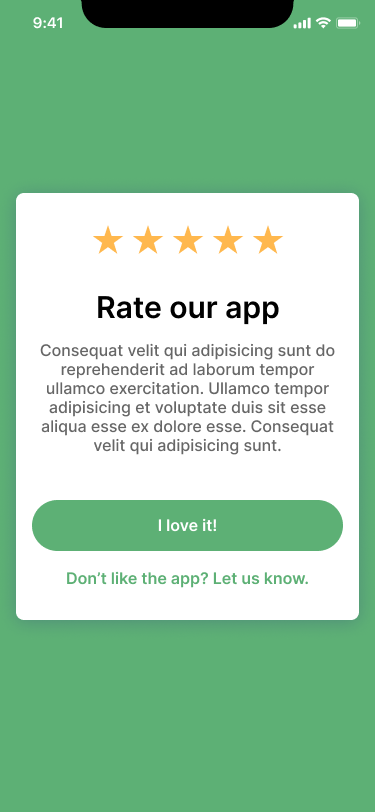 9:41
Rate our app
Consequat velit qui adipisicing sunt do
reprehenderit ad laborum tempor
ullamco exercitation. Ullamco tempor
adipisicing et voluptate duis sit esse
aliqua esse ex dolore esse. Consequat
velit qui adipisicing sunt.
I love it!
Don’t like the app? Let us know.